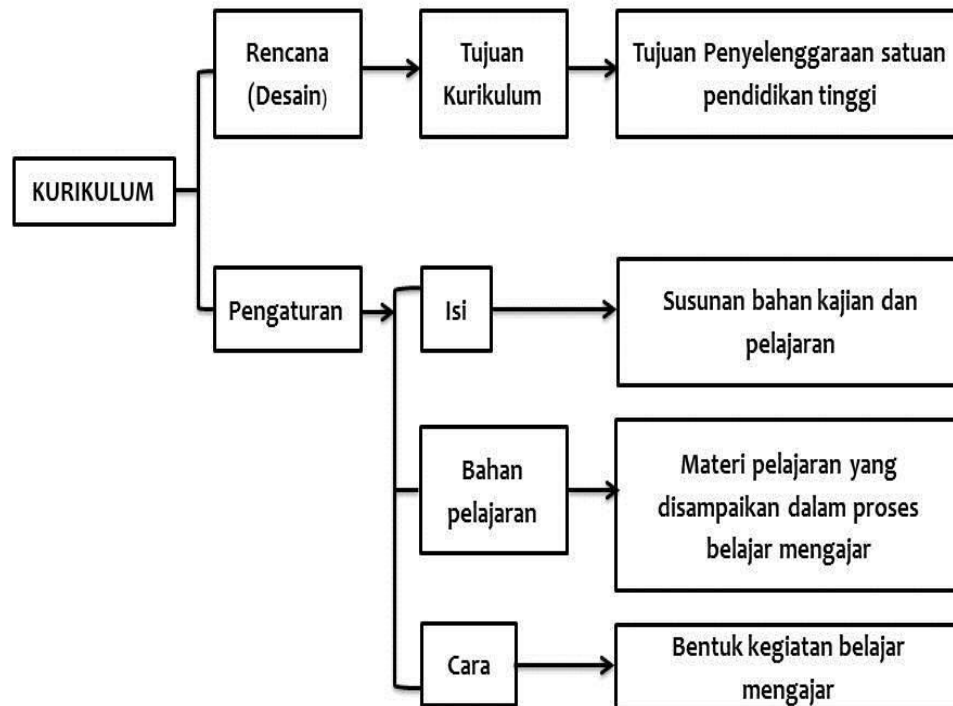 Rencana
(Desain)
Tujuan
Kurikulum
Tujuan Penyelenggaraan satuan
pendidikan tinggi
KURIKULUM
Pengaturan
Isi
Susunan bahan kajian dan
pelajaran
Bahan
pelajaran
Materi pelajaran yang
disampaikan dalam proses
belajar mengajar
Cara
Bentuk kegiatan belajar
mengajar